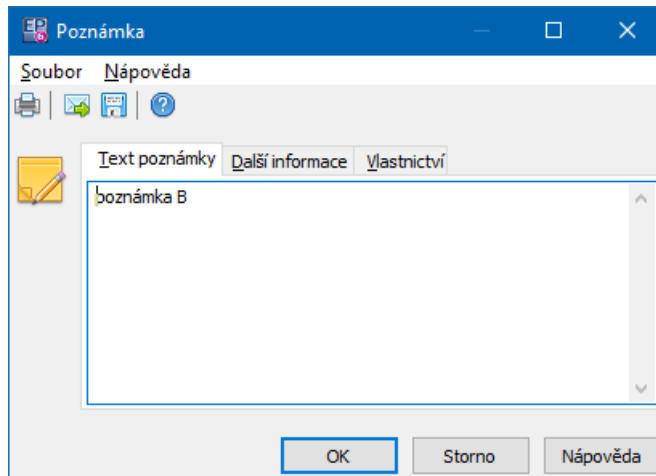 Poznámka
Soubor Nápověda
Text poznámky Další informace Vlastnictví
poznámka B
OK Storno Nápověda